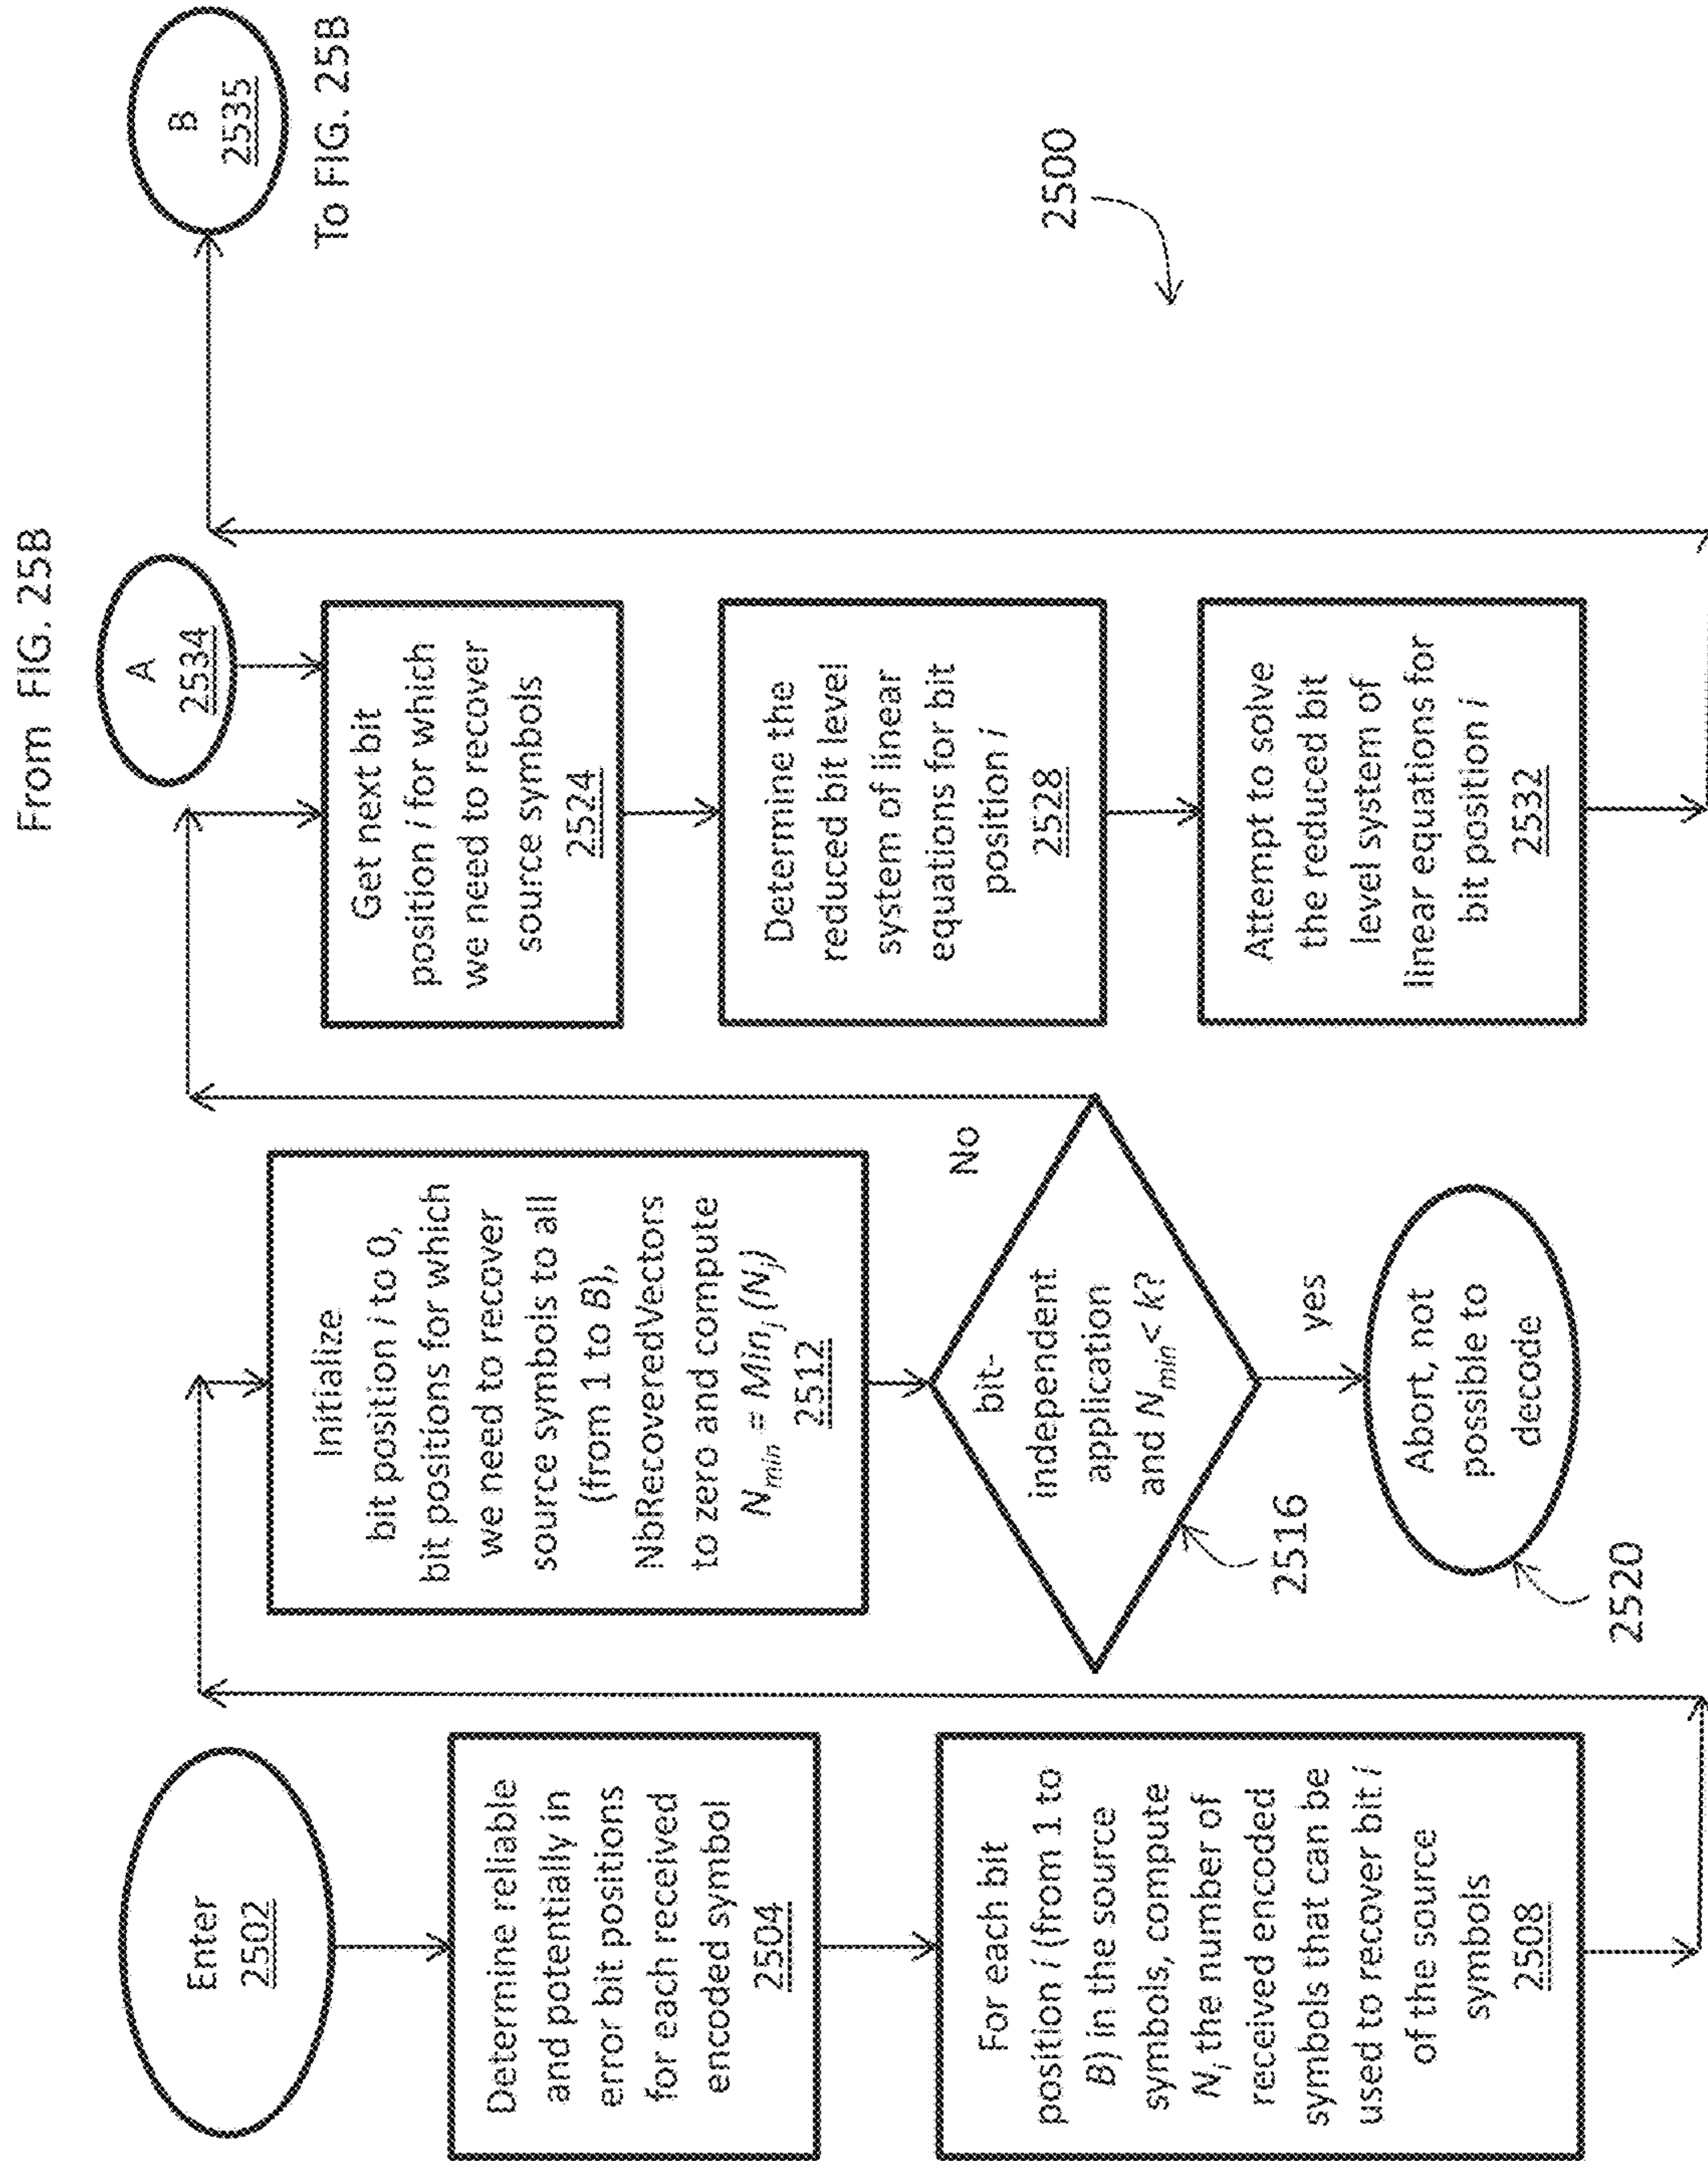 Enter
2502
Determine reliable
and potentially in
error bit positions
for each received
encoded symbol
2504
For each bit
position i (from 1 to
B) in the source
symbols, compute
Ni the number of
received encoded
symbols that can be
used to recover bit i
of the source
symbols
2508
Initialize
bit position i to 0,
bit positions for which
we need to recover
source symbols to all
(from 1 to B),
NbRecoveredVectors
to zero and compute
Nmin = Minj (Nj)
2512
bit-
independent
application
and Nmin < k?
No
yes
2516
Abort, not
possible to
decode
2520
From FIG. 25B
A
2534
Get next bit
position i for which
we need to recover
source symbols
2524
Determine the
reduced bit level
system of linear
equations for bit
position i
2528
Attempt to solve
the reduced bit
level system of
linear equations for
bit position i
2532
B
2535
To FIG. 25B
2500